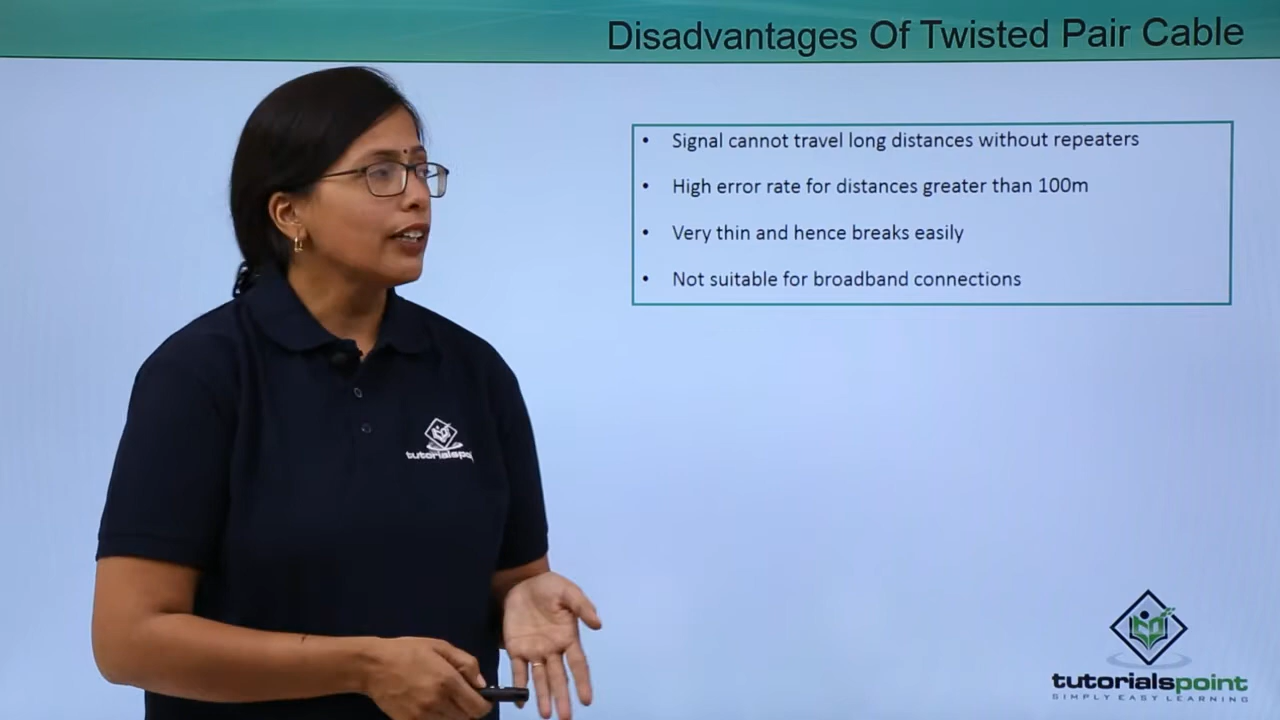 Disadvantages Of Twisted Pair Cable
• Signal cannot travel long distances without repeaters
• High error rate for distances greater than 100m
• Very thin and hence breaks easily
• Not suitable for broadband connections
tutorialspoi
tutorialspoint
SIMPLY EASY LEARNING